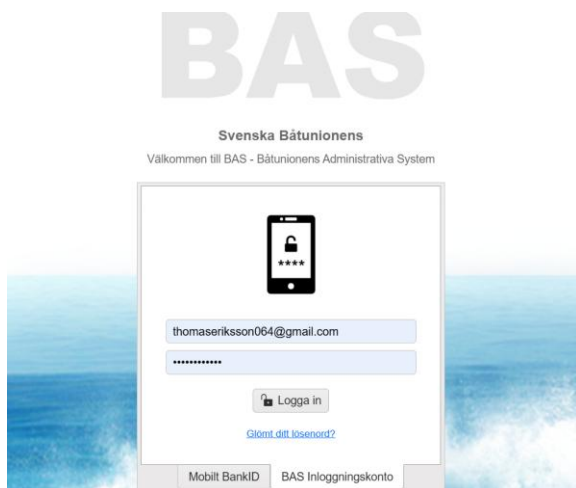 BAS
Svenska Båtunionens
Välkommen till BAS - Båtunionens Administrativa System
****
thomaseriksson064@gmail.com
••••••••••••
Logga in
Glömt ditt lösenord?
Mobilt BankID
BAS Inloggningskonto